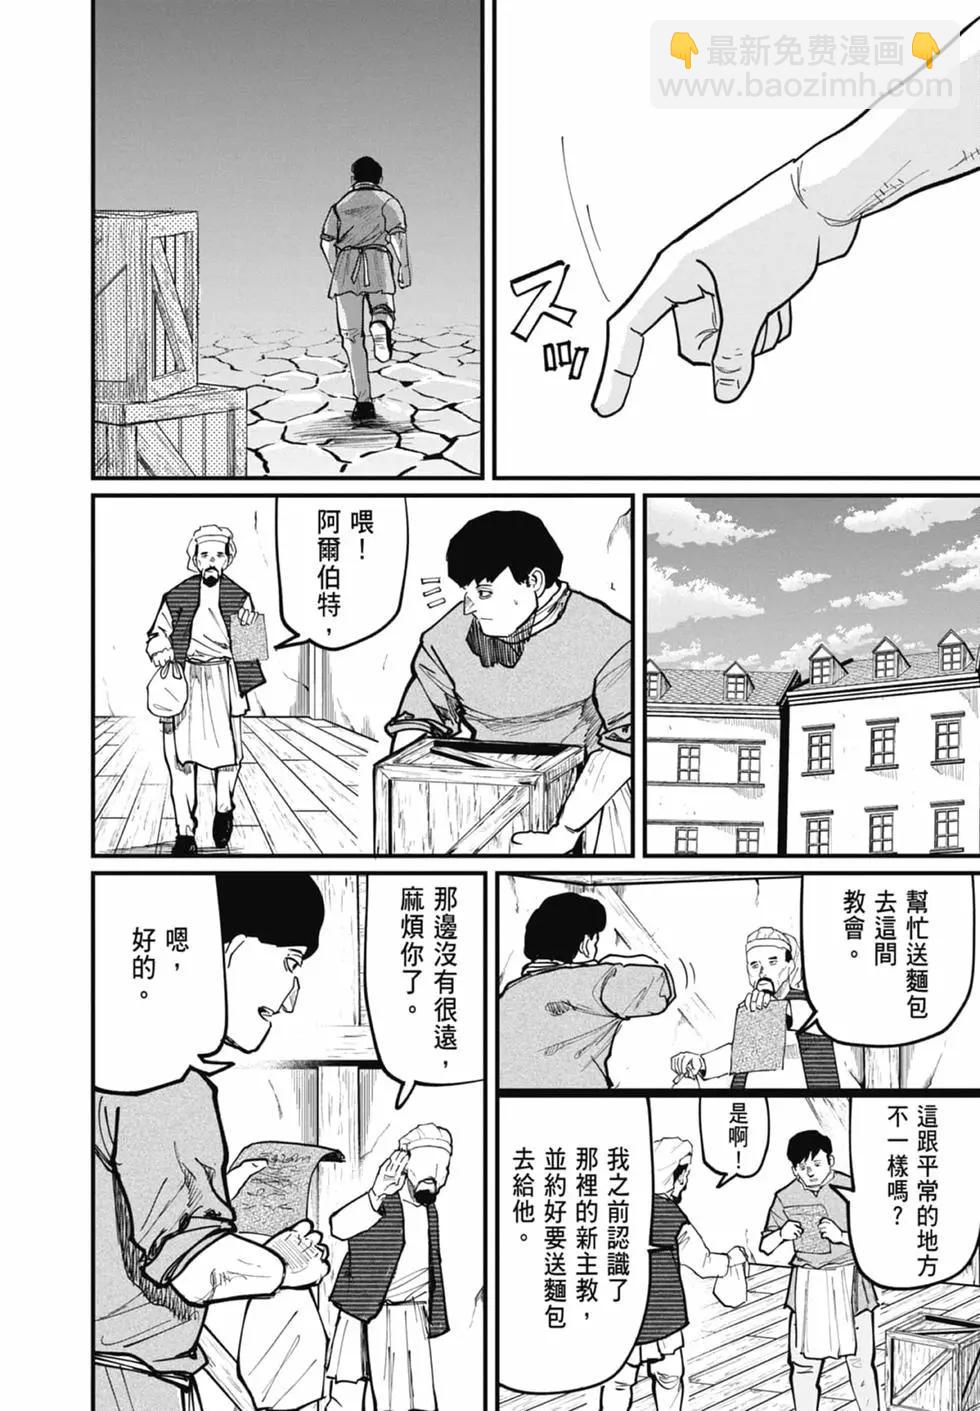 最新免費漫画
www.baozimh.com
ズッ
喂！
阿爾伯特，
幫忙送麵包
去這間
教會。
這跟平常的地方
不一樣嗎？
是啊！
我之前認識了
那裡的新主教，
並約好要送麵包
去給他。
那邊沒有很遠，
麻煩你了。
嗯，
好的。